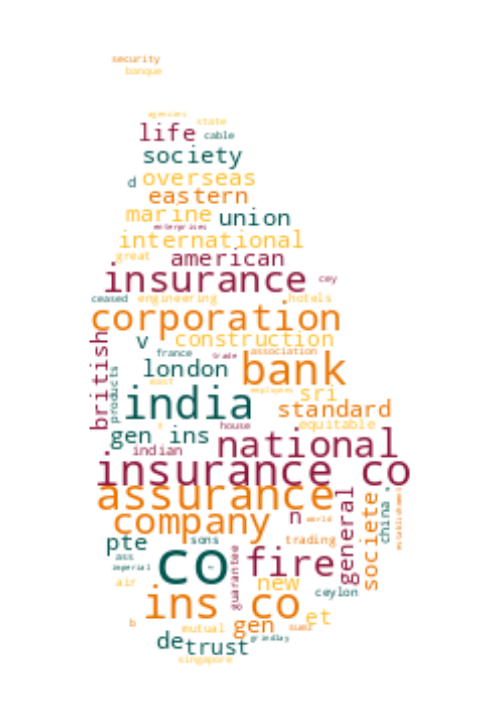 security
banque
agencies
state
life cable
society
d overseas
eastern
marine union
enterprises
international
great american
insurance cey
ceased engineering hotels
corporation
british v construction
france trade association
london bank
products east employees sri
india standard
t house equitable
gen ins national
indian
insurance co
assurance
company n world general societe china establishment
pte sons trading
ass co fire
imperial guarantee
air new ceylon
ins co et
b mutual gen suez
de trust grindlay
singapore